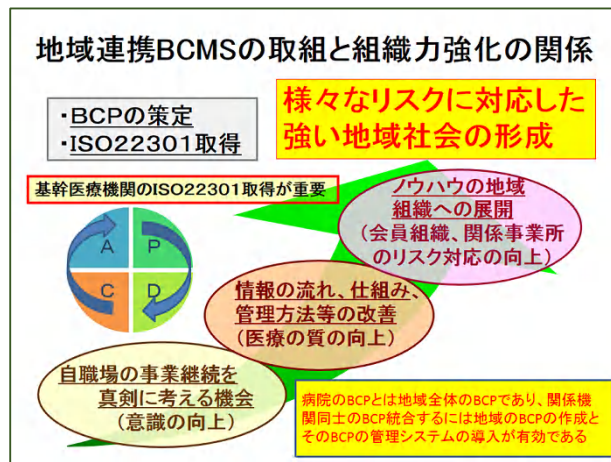 地域連携BCMSの取組と組織力強化の関係
・BCPの策定
・ISO22301取得
様々なリスクに対応した
強い地域社会の形成
基幹医療機関のISO22301取得が重要
A P
C D
ノウハウの地域
組織への展開
(会員組織、関係事業所
のリスク対応の向上)
情報の流れ、仕組み、
管理方法等の改善
(医療の質の向上)
自職場の事業継続を
真剣に考える機会
(意識の向上)
病院のBCPとは地域全体のBCPであり、関係機
関同士のBCP統合するには地域のBCPの作成と
そのBCPの管理システムの導入が有効である